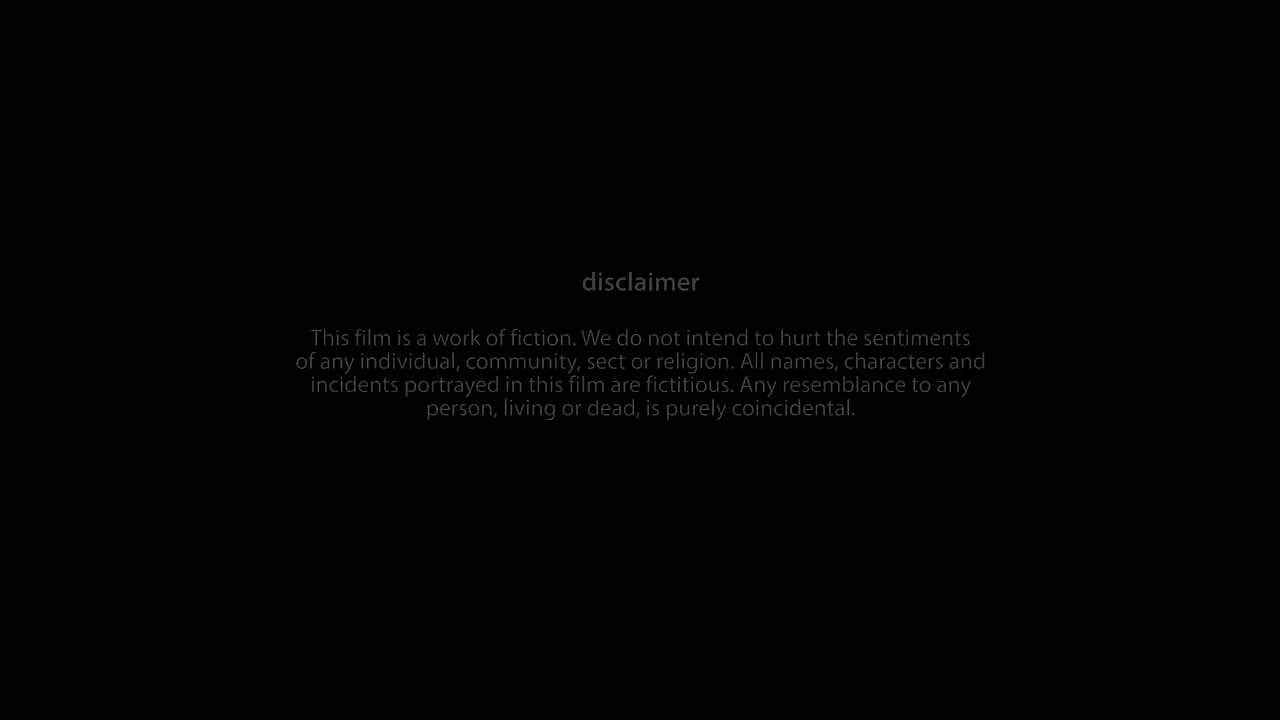 disclaimer
This film is a work of fiction. We do not intend to hurt the sentiments
of any individual, community, sect or religion. All names, characters and
incidents portrayed in this film are fictitious. Any resemblance to any
person, living or dead, is purely coincidental.